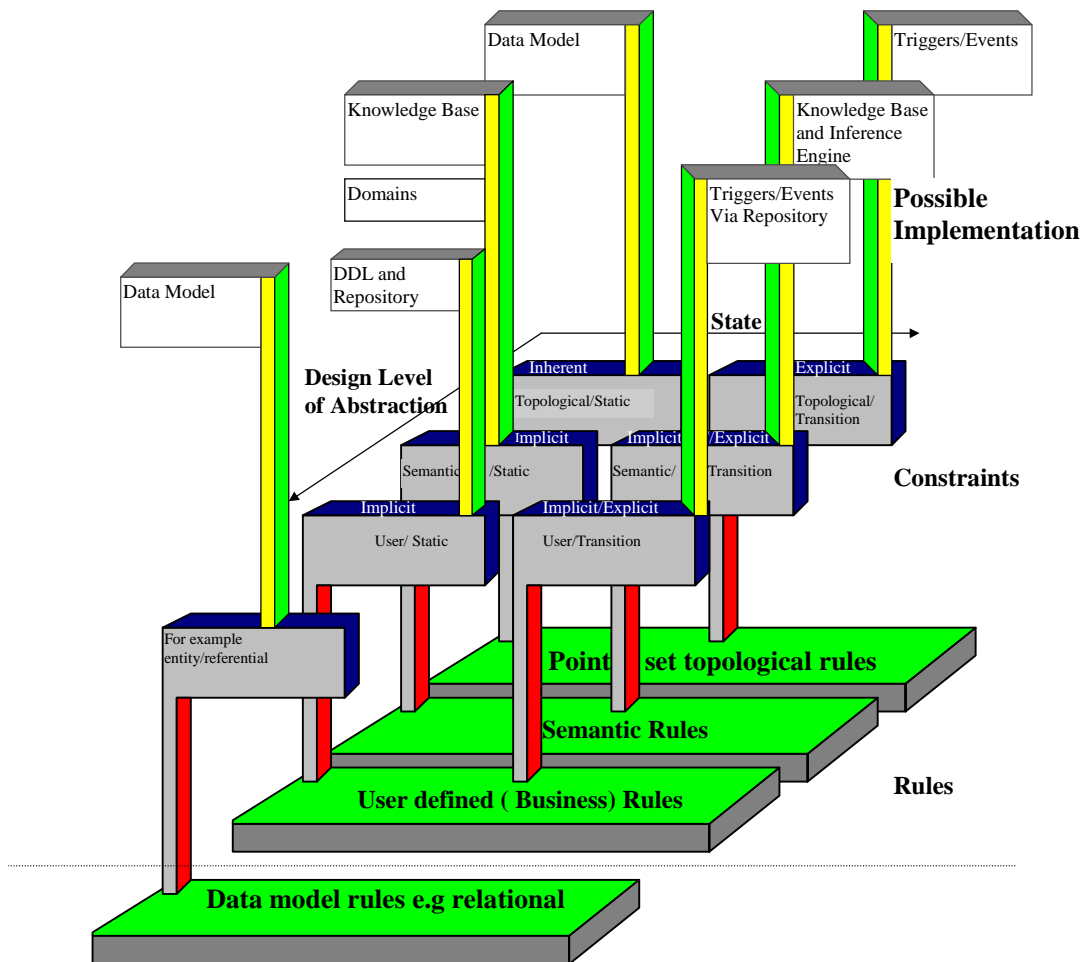 Data Model
Triggers/Events
Knowledge Base
Knowledge Base
and Inference
Engine
Domains
Triggers/Events
Via Repository
Possible
Implementation
DDL and
Repository
Data Model
State
Design Level
of Abstraction
Inherent
Explicit
Topological/Static
Topological/
Transition
Implicit
Implicit /Explicit
Semantic /Static
Semantic/ Transition
Constraints
Implicit
Implicit/Explicit
User/ Static
User/Transition
For example
entity/referential
Point set topological rules
Semantic Rules
Rules
User defined ( Business) Rules
Data model rules e.g relational